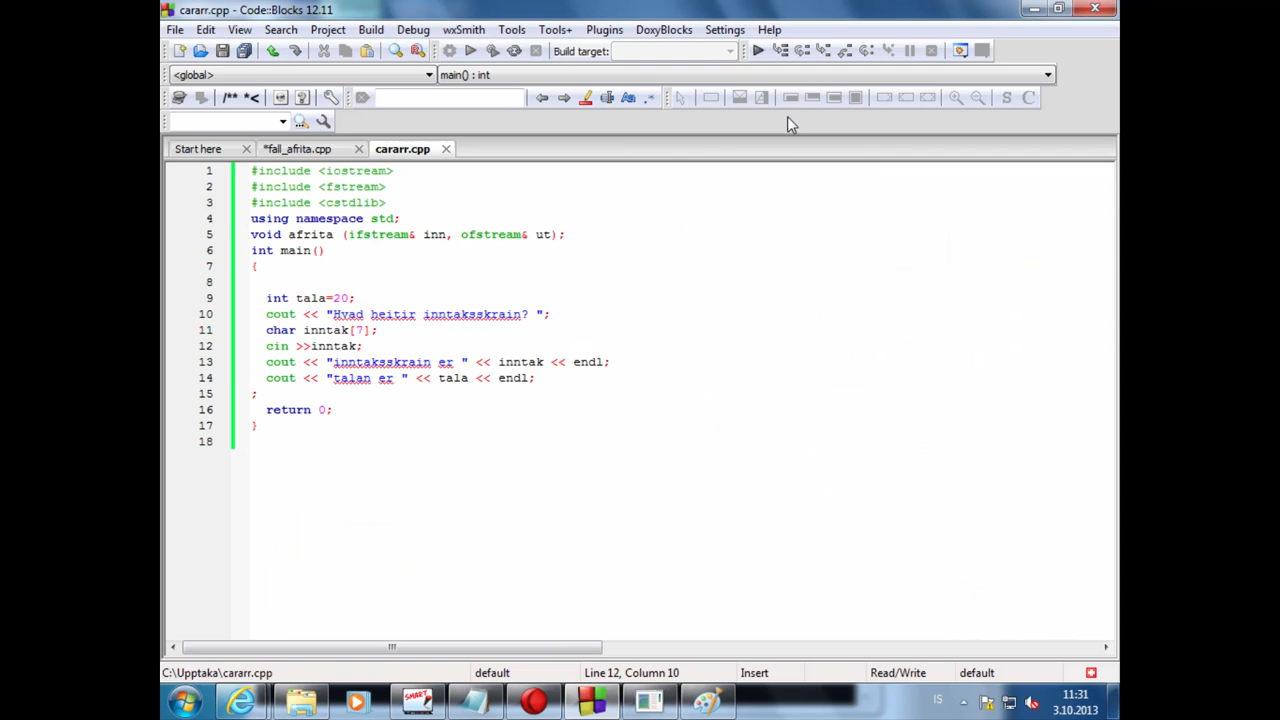 cararr.cpp - Code::Blocks 12.11
File Edit View Search Project Build Debug wxSmith Tools Tools+ Plugins DoxyBlocks Settings Help
Build target:
<global> main() : int
/** *< Aa .* S C
Start here *fall_afrita.cpp cararr.cpp
1 #include <iostream>
2 #include <fstream>
3 #include <cstdlib>
4 using namespace std;
5 void afrita (ifstream& inn, ofstream& ut);
6 int main()
7 {
8
9 int tala=20;
10 cout << "Hvad heitir inntaksskrain? ";
11 char inntak[7];
12 cin >>inntak;
13 cout << "inntaksskrain er " << inntak << endl;
14 cout << "talan er " << tala << endl;
15 ;
16 return 0;
17 }
18
C:\Upptaka\cararr.cpp default Line 12, Column 10 Insert Read/Write default
SMART IS 11:31
3.10.2013